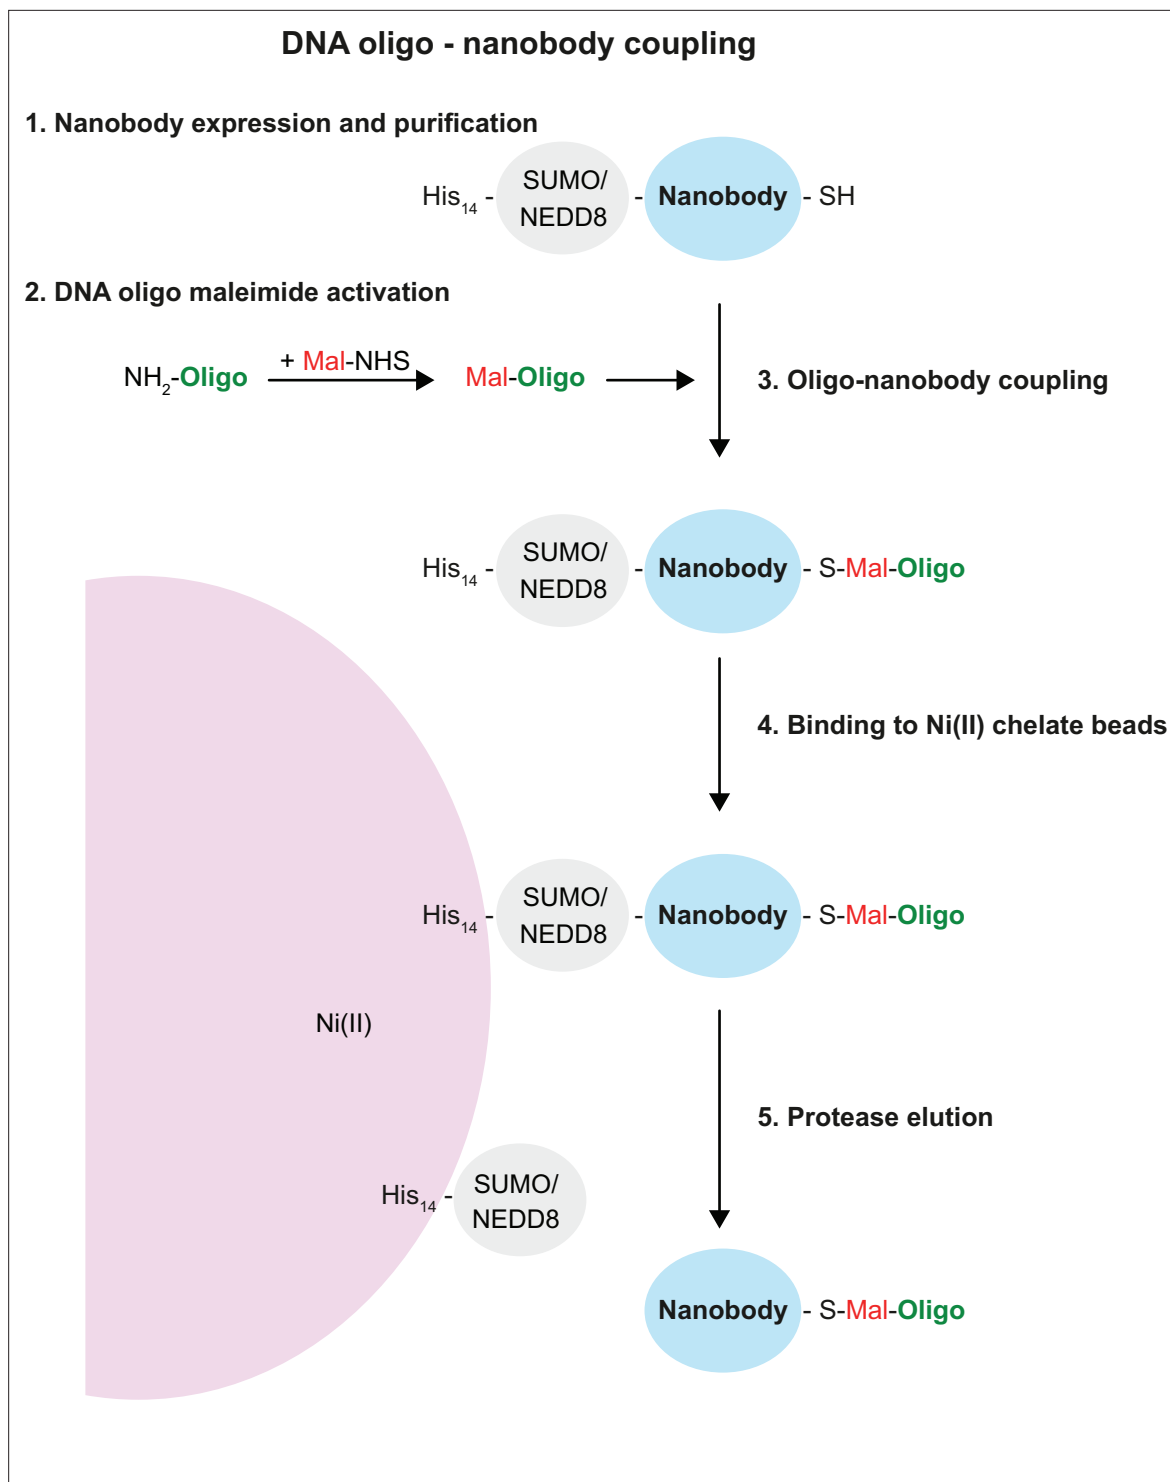 DNA oligo - nanobody coupling
1. Nanobody expression and purification
His14 - SUMO/NEDD8 - Nanobody - SH
2. DNA oligo maleimide activation
NH2-Oligo + Mal-NHS Mal-Oligo
3. Oligo-nanobody coupling
His14 - SUMO/NEDD8 - Nanobody - S-Mal-Oligo
4. Binding to Ni(II) chelate beads
His14 - SUMO/NEDD8 - Nanobody - S-Mal-Oligo
Ni(II)
5. Protease elution
His14 - SUMO/NEDD8
Nanobody - S-Mal-Oligo